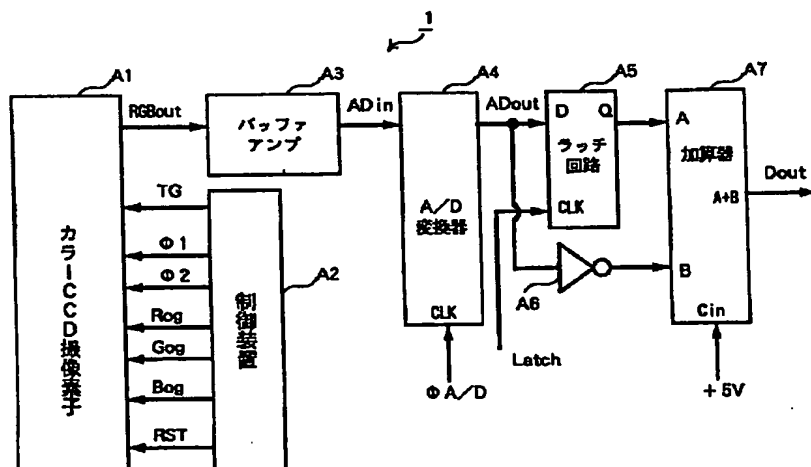 1
A1
A3
A4
A5
A7
RGBout
バッファ
アンプ
ADin
ADout
D
Q
ラッチ
回路
CLK
A
加算器
A+B
Dout
TG
Φ1
Φ2
Rog
Gog
Bog
RST
カラーCCD撮像素子
制御装置
A2
A/D
変換器
CLK
ΦA/D
Latch
A6
B
Cin
+5V